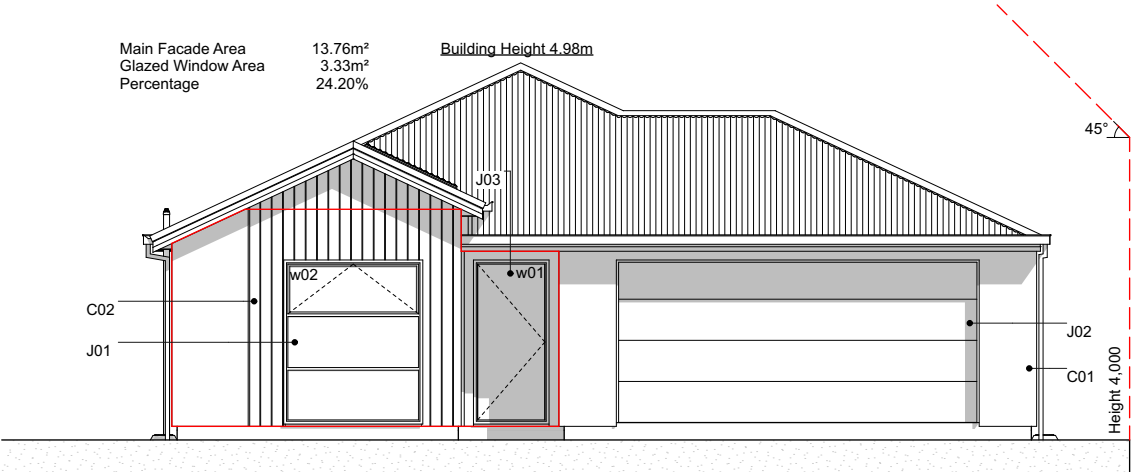 Main Facade Area 13.76m²
Glazed Window Area 3.33m²
Percentage 24.20%
Building Height 4.98m
45°
J03
w02
w01
C02
J01
J02
C01
Height 4,000